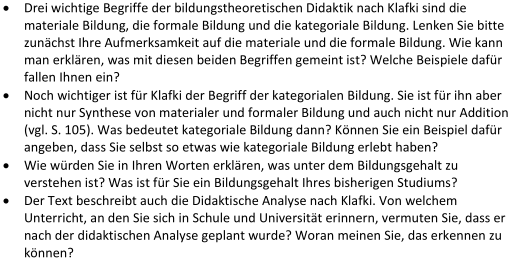 • Drei wichtige Begriffe der bildungstheoretischen Didaktik nach Klafki sind die
materiale Bildung, die formale Bildung und die kategoriale Bildung. Lenken Sie bitte
zunächst Ihre Aufmerksamkeit auf die materiale und die formale Bildung. Wie kann
man erklären, was mit diesen beiden Begriffen gemeint ist? Welche Beispiele dafür
fallen Ihnen ein?
• Noch wichtiger ist für Klafki der Begriff der kategorialen Bildung. Sie ist für ihn aber
nicht nur Synthese von materialer und formaler Bildung und auch nicht nur Addition
(vgl. S. 105). Was bedeutet kategoriale Bildung dann? Können Sie ein Beispiel dafür
angeben, dass Sie selbst so etwas wie kategoriale Bildung erlebt haben?
• Wie würden Sie in Ihren Worten erklären, was unter dem Bildungsgehalt zu
verstehen ist? Was ist für Sie ein Bildungsgehalt Ihres bisherigen Studiums?
• Der Text beschreibt auch die Didaktische Analyse nach Klafki. Von welchem
Unterricht, an den Sie sich in Schule und Universität erinnern, vermuten Sie, dass er
nach der didaktischen Analyse geplant wurde? Woran meinen Sie, das erkennen zu
können?